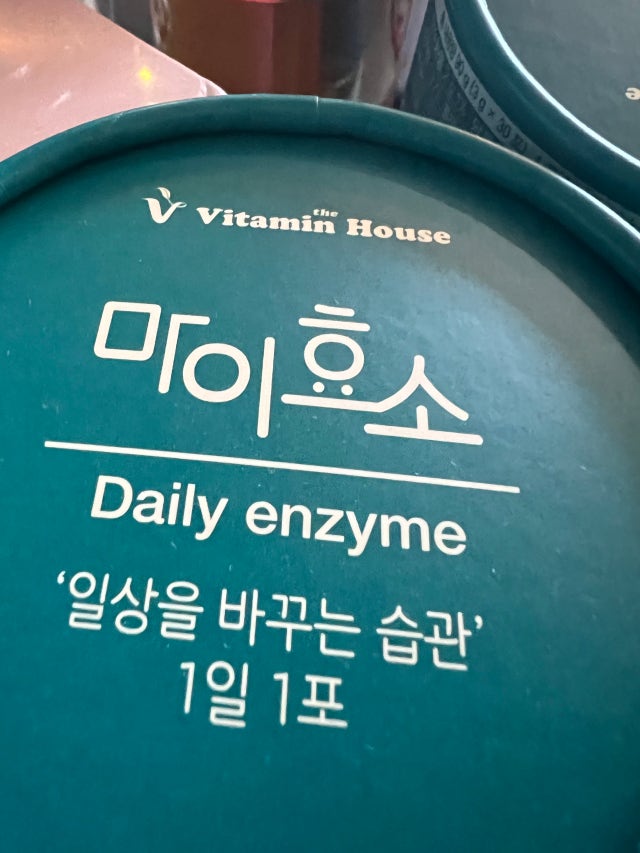 the
Vitamin House
마이효소
Daily enzyme
‘일상을 바꾸는 습관’
1일 1포